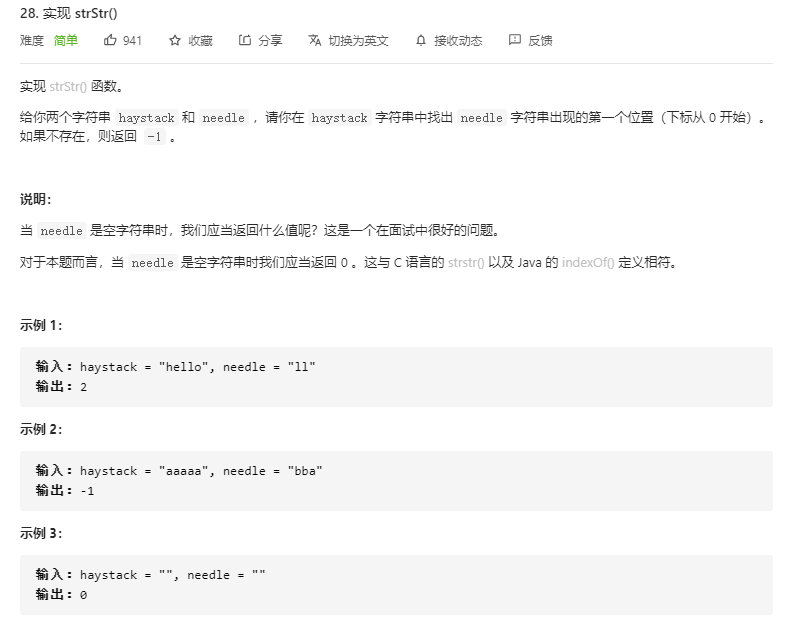 28. 实现 strStr()
难度 简单 941 收藏 分享 切换为英文 接收动态 反馈
实现 strStr() 函数。
给你两个字符串 haystack 和 needle ，请你在 haystack 字符串中找出 needle 字符串出现的第一个位置（下标从 0 开始）。
如果不存在，则返回 -1 。
说明：
当 needle 是空字符串时，我们应当返回什么值呢？这是一个在面试中很好的问题。
对于本题而言，当 needle 是空字符串时我们应当返回 0 。这与 C 语言的 strstr() 以及 Java 的 indexOf() 定义相符。
示例 1：
输入：haystack = "hello", needle = "ll"
输出：2
示例 2：
输入：haystack = "aaaaa", needle = "bba"
输出：-1
示例 3：
输入：haystack = "", needle = ""
输出：0